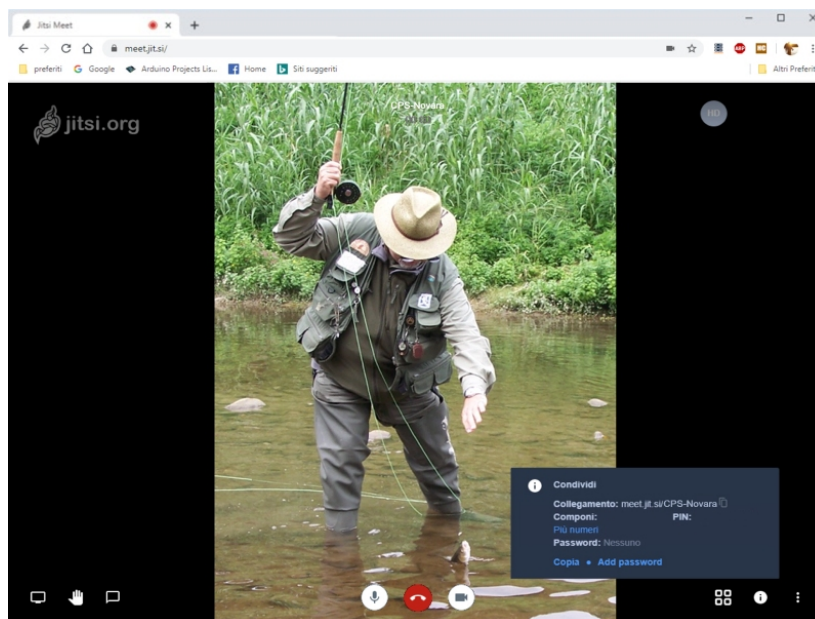 Jitsi Meet
meet.jit.si/
preferiti Google Arduino Projects Lis... Home Siti suggeriti Altri Preferit
jitsi.org
CPS-Novara
HD
Condividi
Collegamento: meet.jit.si/CPS-Novara
Componi: PIN:
Più numeri
Password: Nessuno
Copia • Add password